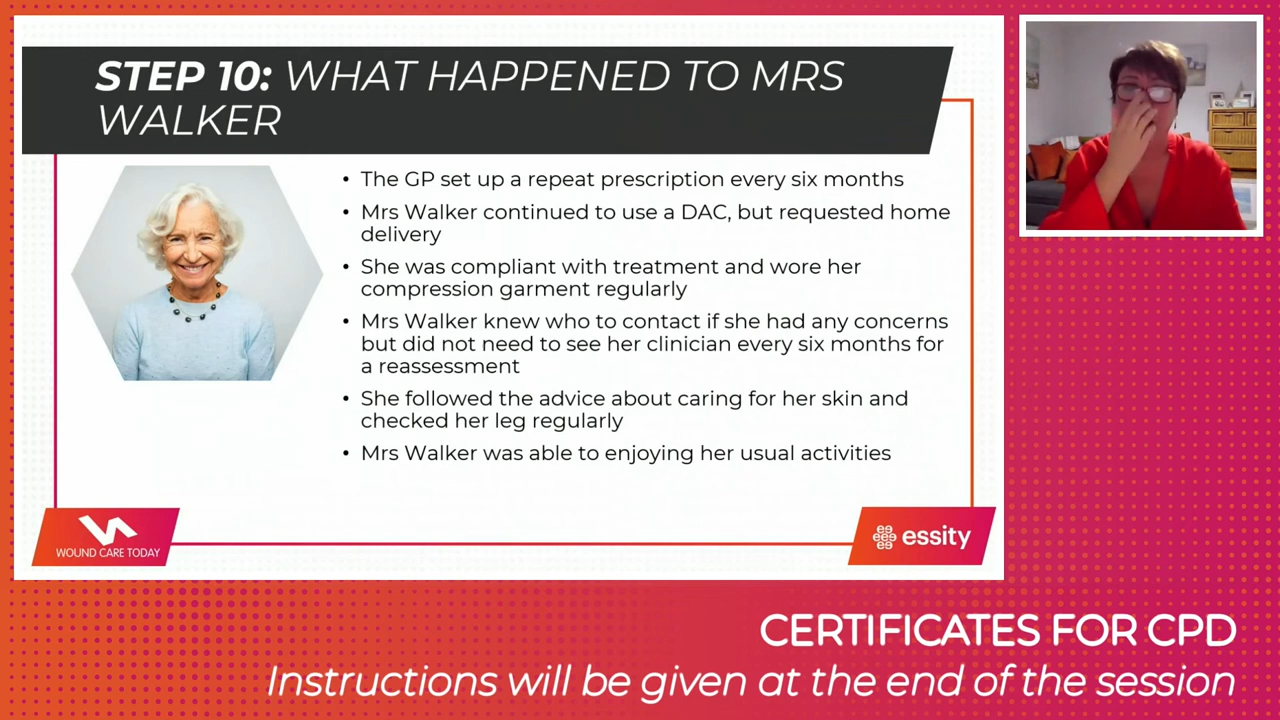 STEP 10: WHAT HAPPENED TO MRS
WALKER
• The GP set up a repeat prescription every six months
• Mrs Walker continued to use a DAC, but requested home
delivery
• She was compliant with treatment and wore her
compression garment regularly
• Mrs Walker knew who to contact if she had any concerns
but did not need to see her clinician every six months for
a reassessment
• She followed the advice about caring for her skin and
checked her leg regularly
• Mrs Walker was able to enjoying her usual activities
WOUND CARE TODAY
essity
CERTIFICATES FOR CPD
Instructions will be given at the end of the session